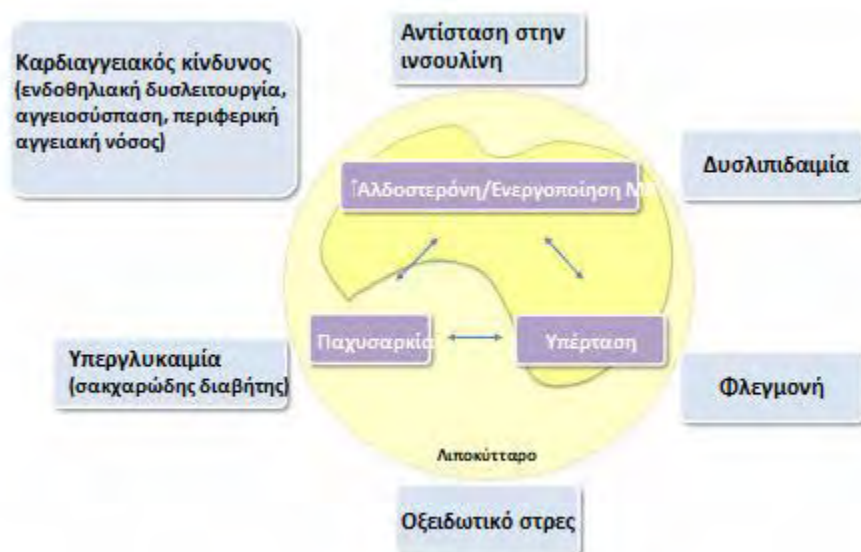 Αντίσταση στην
ινσουλίνη
Καρδιαγγειακός κίνδυνος
(ενδοθηλιακή δυσλειτουργία,
αγγειοσύσπαση, περιφερική
αγγειακή νόσος)
Δυσλιπιδαιμία
Αλδοστερόνη/Ενεργοποίηση
Παχυσαρκία
Υπέρταση
Υπεργλυκαιμία
(σακχαρώδης διαβήτης)
Φλεγμονή
Λιποκύτταρο
Οξειδωτικό στρες